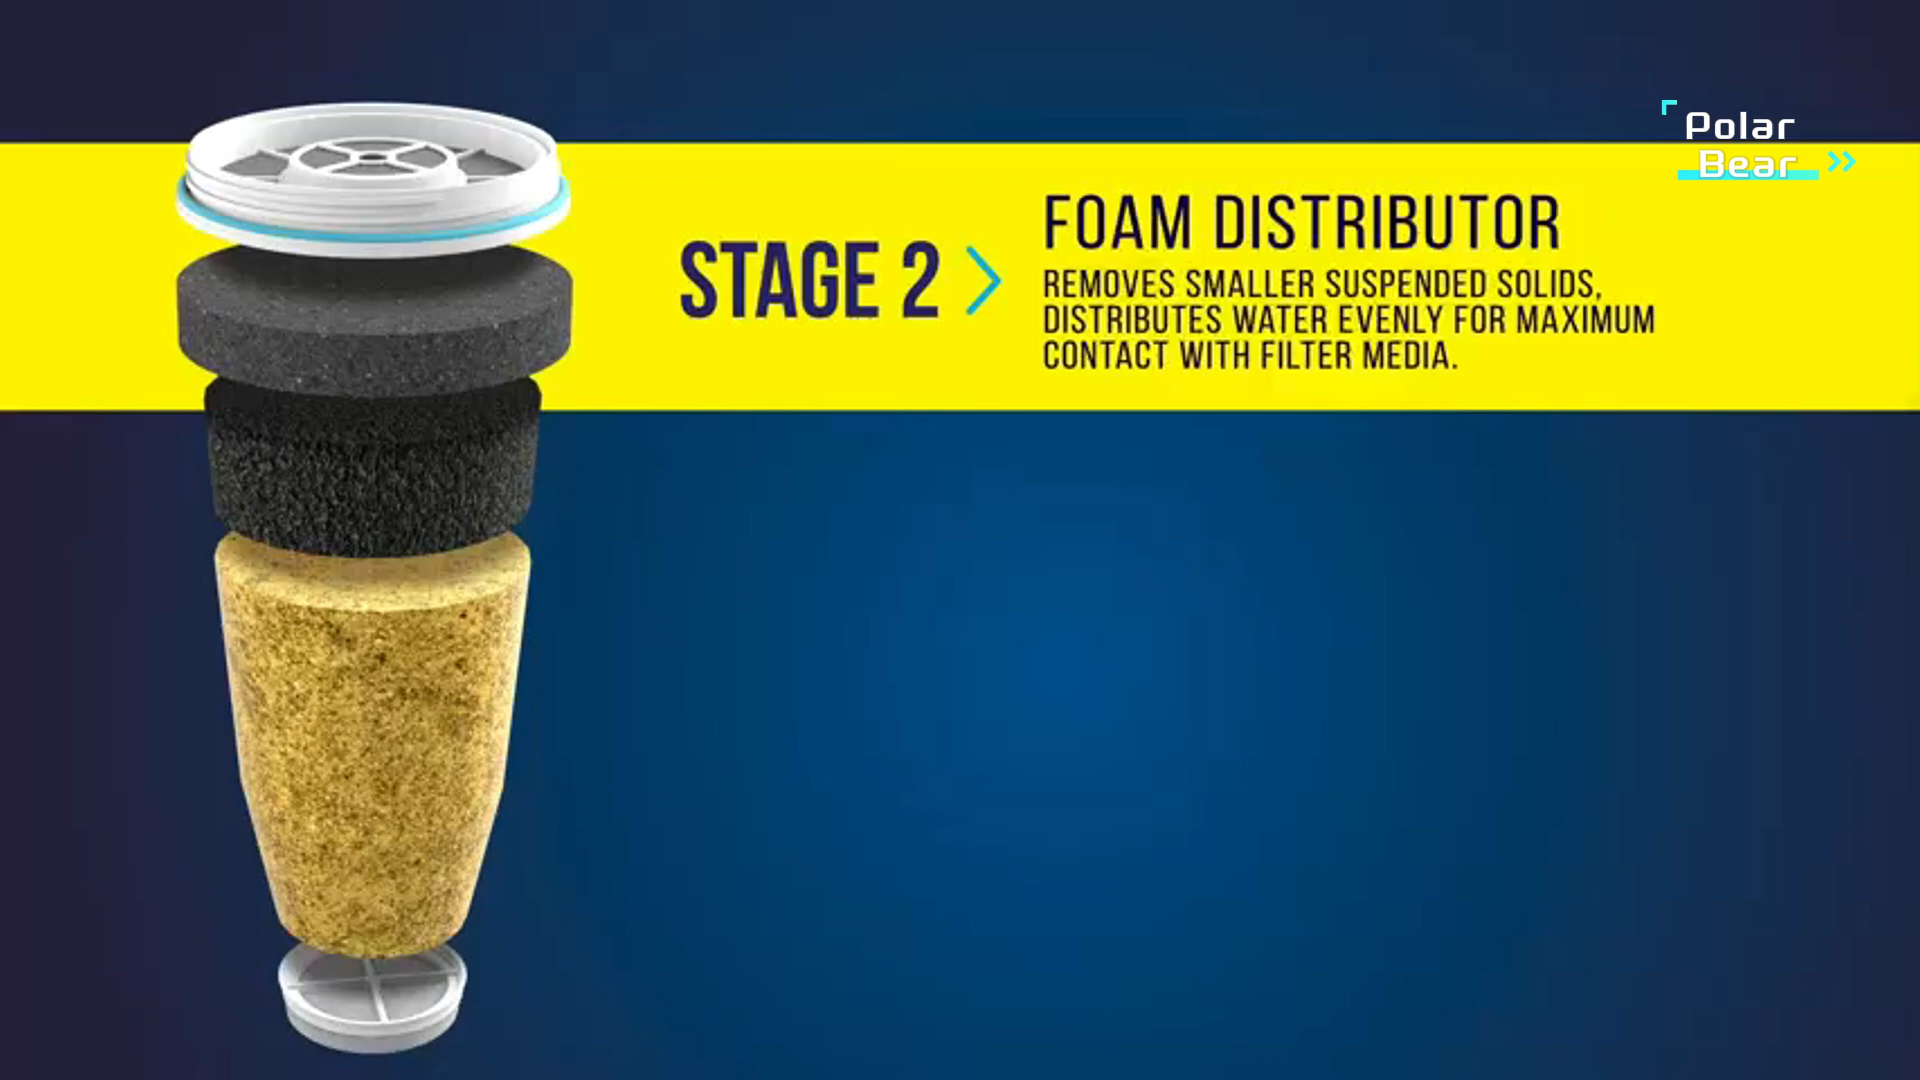 Polar
Bear
STAGE 2
FOAM DISTRIBUTOR
REMOVES SMALLER SUSPENDED SOLIDS,
DISTRIBUTES WATER EVENLY FOR MAXIMUM
CONTACT WITH FILTER MEDIA.